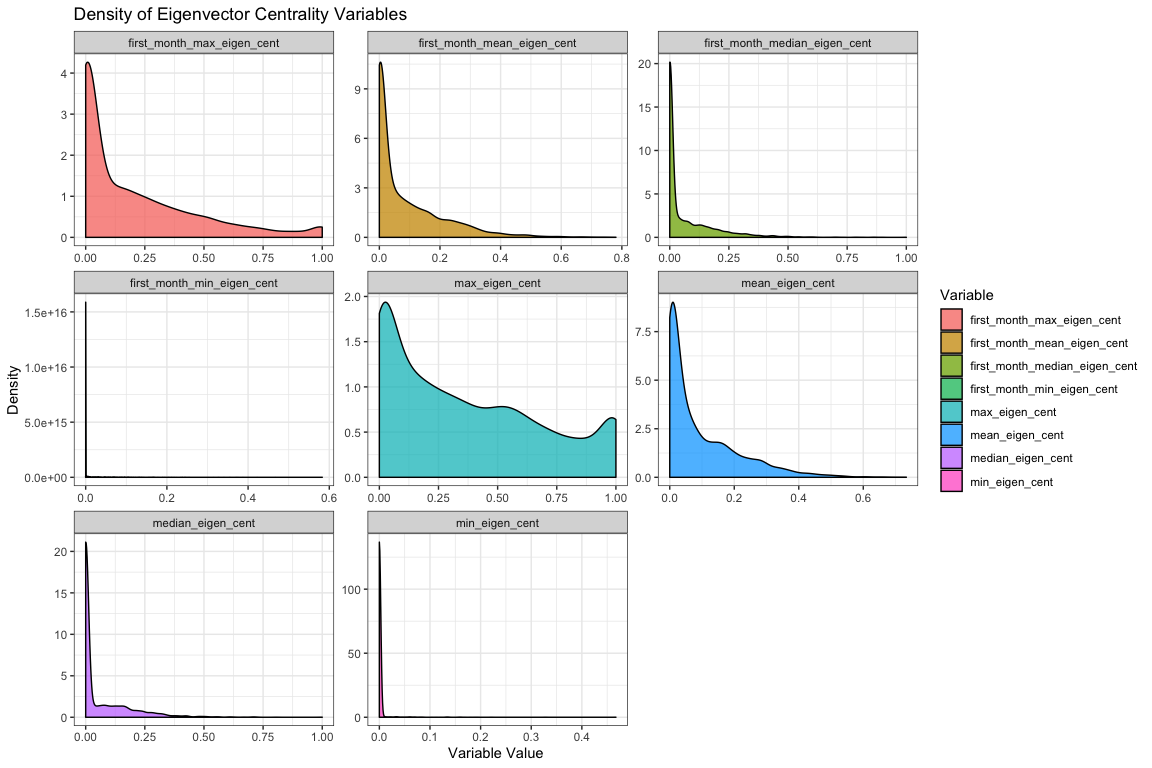 Density of Eigenvector Centrality Variables
first_month_max_eigen_cent
first_month_mean_eigen_cent
first_month_median_eigen_cent
4
3
2
1
0
0.00 0.25 0.50 0.75 1.00
9
6
3
0
0.0 0.2 0.4 0.6 0.8
20
15
10
5
0
0.00 0.25 0.50 0.75 1.00
first_month_min_eigen_cent
max_eigen_cent
mean_eigen_cent
1.5e+16
1.0e+16
5.0e+15
0.0e+00
0.0 0.2 0.4 0.6
2.0
1.5
1.0
0.5
0.0
0.00 0.25 0.50 0.75 1.00
7.5
5.0
2.5
0.0
0.0 0.2 0.4 0.6
median_eigen_cent
min_eigen_cent
20
15
10
5
0
0.00 0.25 0.50 0.75 1.00
100
50
0
0.0 0.1 0.2 0.3 0.4
Density
Variable Value
Variable
first_month_max_eigen_cent
first_month_mean_eigen_cent
first_month_median_eigen_cent
first_month_min_eigen_cent
max_eigen_cent
mean_eigen_cent
median_eigen_cent
min_eigen_cent